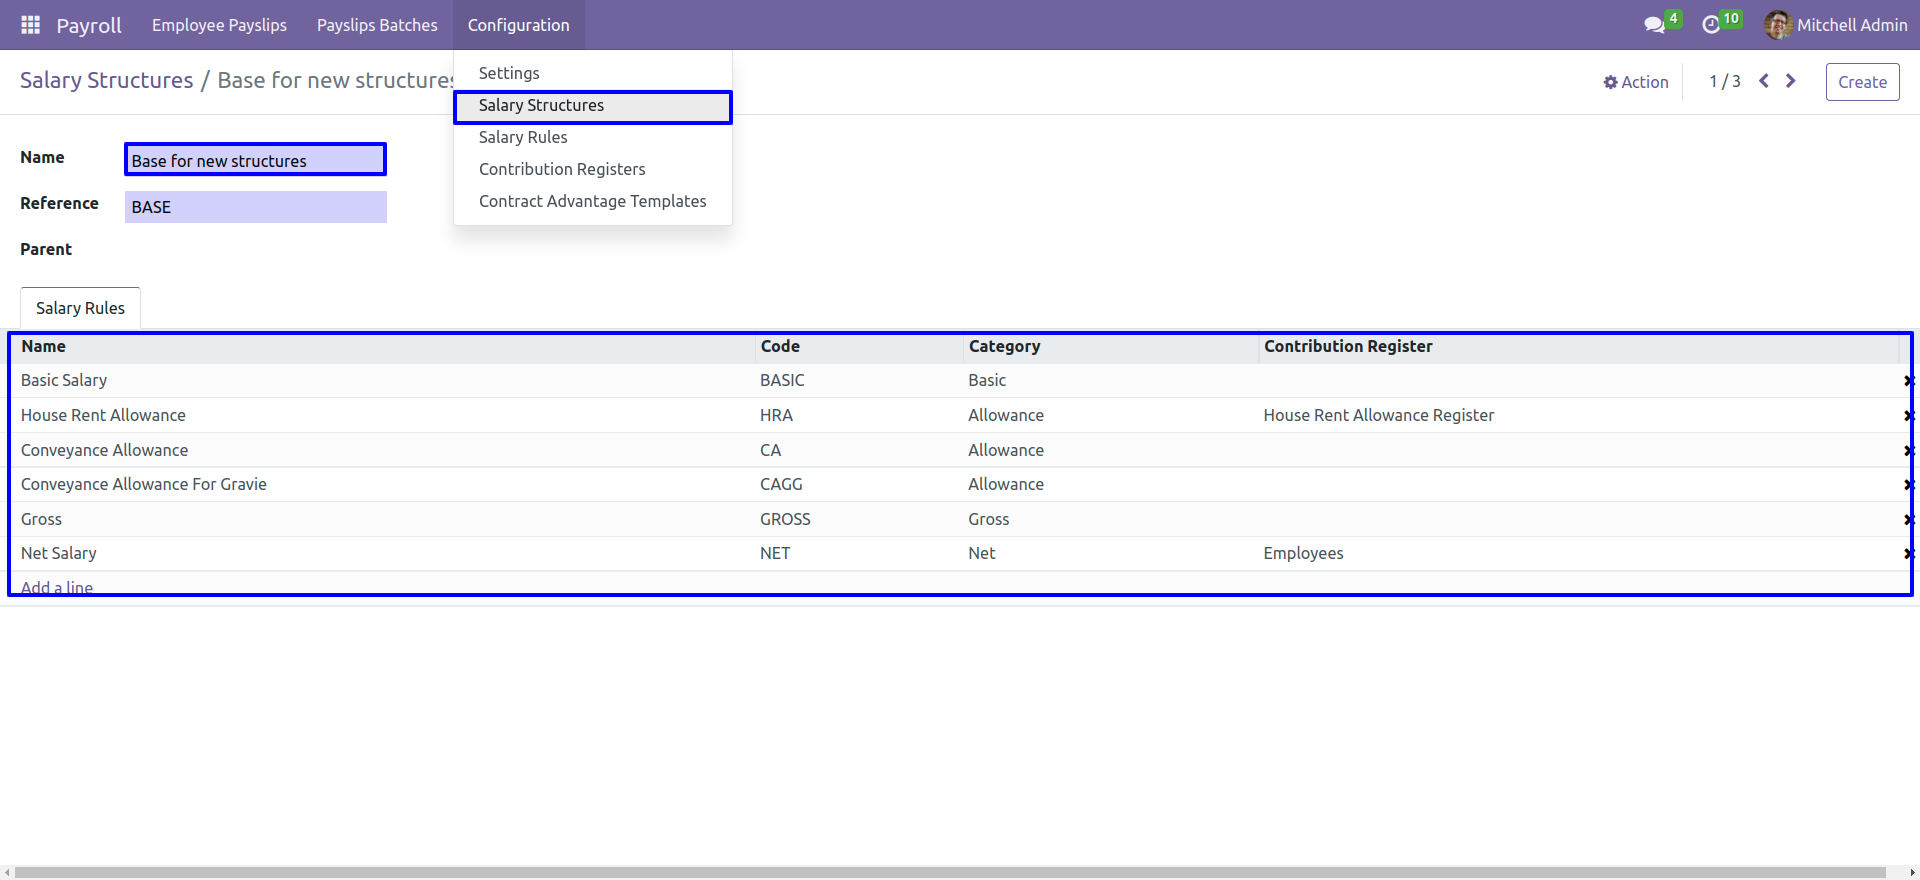 Payroll Employee Payslips Payslips Batches Configuration 4 10 Mitchell Admin
Salary Structures / Base for new structures Action 1 / 3 Create
Settings
Salary Structures
Salary Rules
Contribution Registers
Contract Advantage Templates
Name Base for new structures
Reference BASE
Parent
Salary Rules
Name Code Category Contribution Register
Basic Salary BASIC Basic
House Rent Allowance HRA Allowance House Rent Allowance Register
Conveyance Allowance CA Allowance
Conveyance Allowance For Gravie CAGG Allowance
Gross GROSS Gross
Net Salary NET Net Employees
Add a line